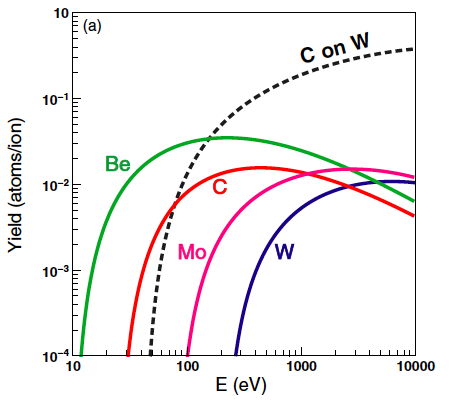 (a)
10
C on W
10⁻¹
Be
C
10⁻²
Mo
W
10⁻³
10⁻⁴
10
100
1000
10000
E (eV)
Yield (atoms/ion)